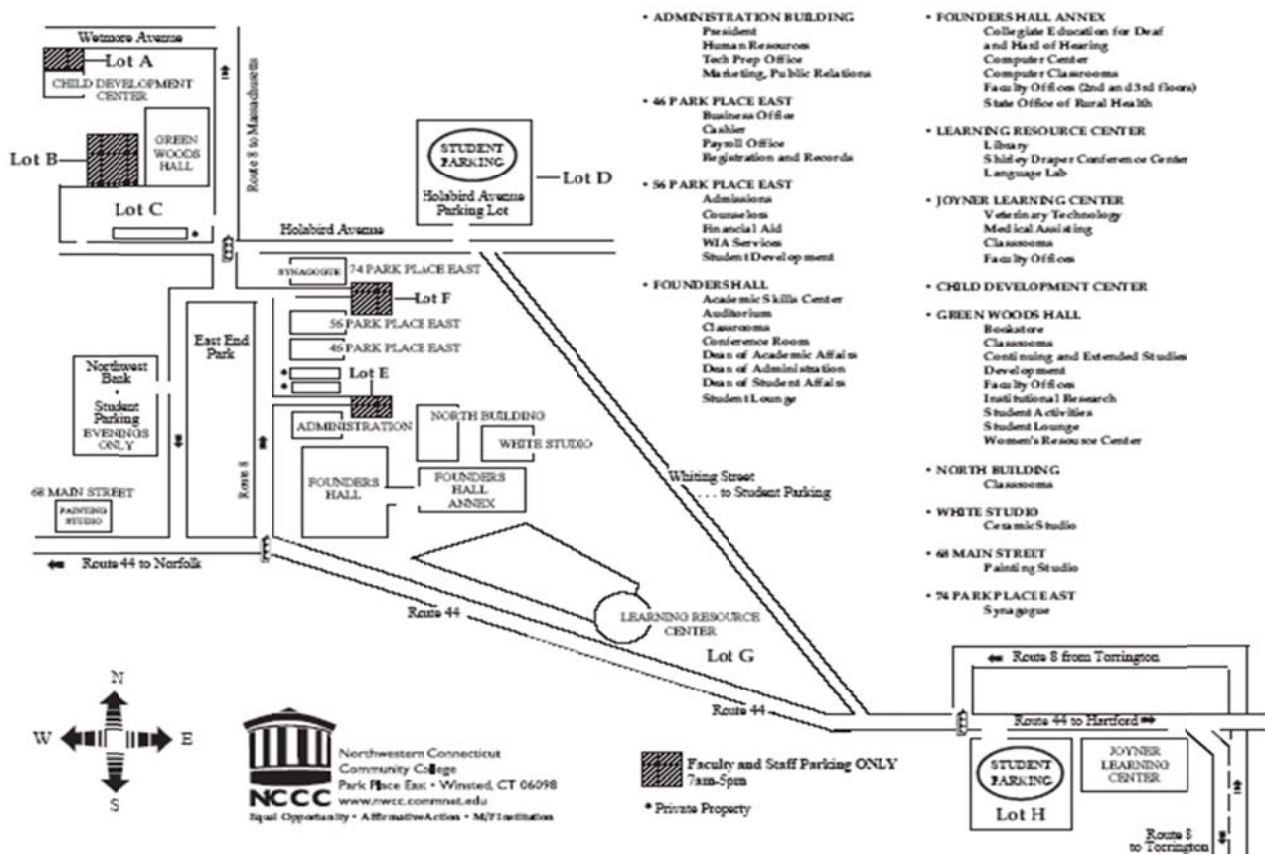 Wetmore Avenue
Lot A
CHILD DEVELOPMENT
CENTER
GREEN
WOODS
HALL
Lot B
Lot C
Route 8 to Massachusetts
STUDENT
PARKING
Holabird Avenue
Parking Lot
Lot D
Holabird Avenue
SYNAGOGUE
74 PARK PLACE EAST
Lot F
56 PARK PLACE EAST
46 PARK PLACE EAST
East End
Park
Lot E
Northwest
Bank
•
Student
Parking
EVENINGS
ONLY
ADMINISTRATION
NORTH BUILDING
WHITE STUDIO
Route 8
FOUNDERS
HALL
FOUNDERS
HALL
ANNEX
68 MAIN STREET
PAINTING
STUDIO
Whiting Street
. . . . to Student Parking
Route 44 to Norfolk
Route 44
LEARNING RESOURCE
CENTER
Lot G
Route 44
Route 8 from Torrington
Route 44 to Hartford
STUDENT
PARKING
Lot H
JOYNER
LEARNING
CENTER
Route 8
to Torrington
• ADMINISTRATION BUILDING
President
Human Resources
Tech Prep Office
Marketing, Public Relations
• 46 PARK PLACE EAST
Business Office
Cashier
Payroll Office
Registration and Records
• 56 PARK PLACE EAST
Admissions
Counselors
Financial Aid
WIA Services
Student Development
• FOUNDERS HALL
Academic Skills Center
Auditorium
Classrooms
Conference Room
Dean of Academic Affairs
Dean of Administration
Dean of Student Affairs
Student Lounge
• FOUNDERS HALL ANNEX
Collegiate Education for Deaf
and Hard of Hearing
Computer Center
Computer Classrooms
Faculty Offices (2nd and 3rd floors)
State Office of Rural Health
• LEARNING RESOURCE CENTER
Library
Shirley Draper Conference Center
Language Lab
• JOYNER LEARNING CENTER
Veterinary Technology
Medical Assisting
Classrooms
Faculty Offices
• CHILD DEVELOPMENT CENTER
• GREEN WOODS HALL
Bookstore
Classrooms
Continuing and Extended Studies
Development
Faculty Offices
Institutional Research
Student Activities
Student Lounge
Women's Resource Center
• NORTH BUILDING
Classrooms
• WHITE STUDIO
Ceramic Studio
• 68 MAIN STREET
Painting Studio
• 74 PARK PLACE EAST
Synagogue
N
W E
S
NCCC
Northwestern Connecticut
Community College
Park Place East • Winsted, CT 06098
www.nwcc.commnet.edu
Equal Opportunity • Affirmative Action • M/F Institution
Faculty and Staff Parking ONLY
7am-5pm
* Private Property